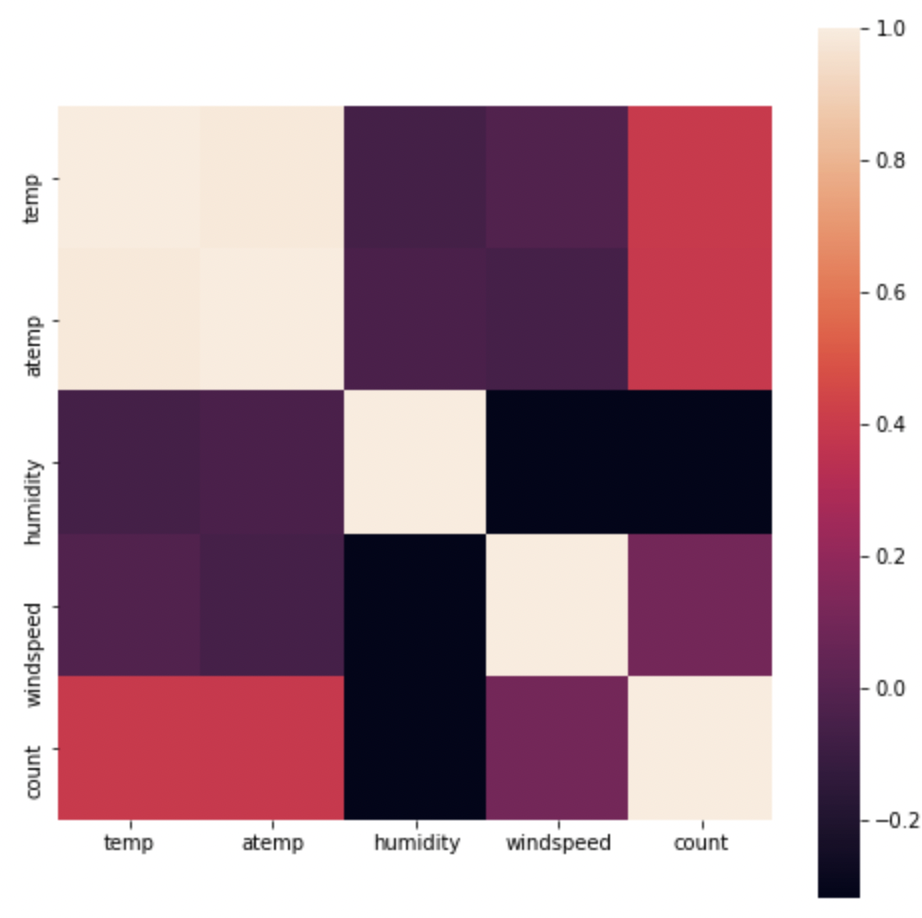 1.0
0.8
0.6
0.4
0.2
0.0
−0.2
temp
atemp
humidity
windspeed
count
temp
atemp
humidity
windspeed
count